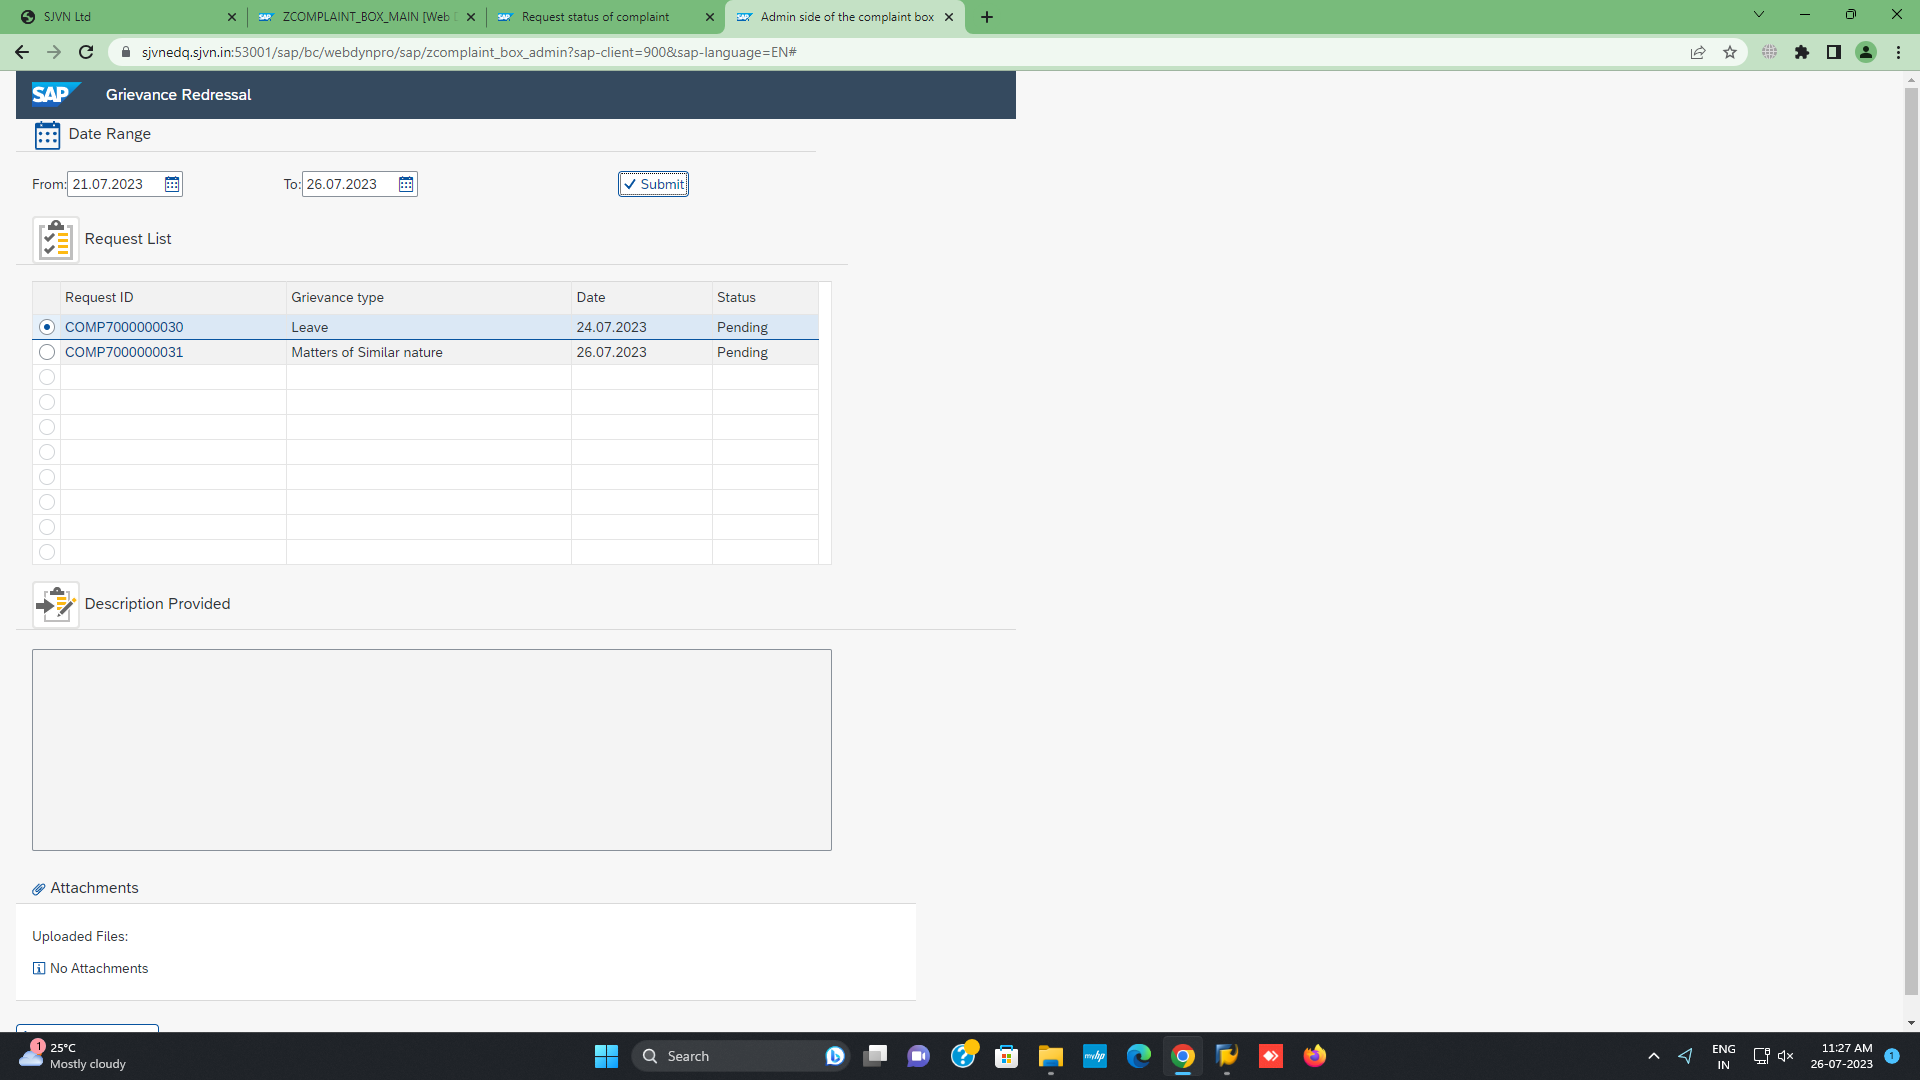 SJVN Ltd
ZCOMPLAINT_BOX_MAIN [Web
Request status of complaint
Admin side of the complaint box
sjvnedq.sjvn.in:53001/sap/bc/webdynpro/sap/zcomplaint_box_admin?sap-client=900&sap-language=EN#
SAP Grievance Redressal
Date Range
From: 21.07.2023 To: 26.07.2023 Submit
Request List
Request ID Grievance type Date Status
COMP7000000030 Leave 24.07.2023 Pending
COMP7000000031 Matters of Similar nature 26.07.2023 Pending
Description Provided
Attachments
Uploaded Files:
No Attachments
1 25°C
Mostly cloudy
Search
myhp
ENG
IN
11:27 AM
26-07-2023
1